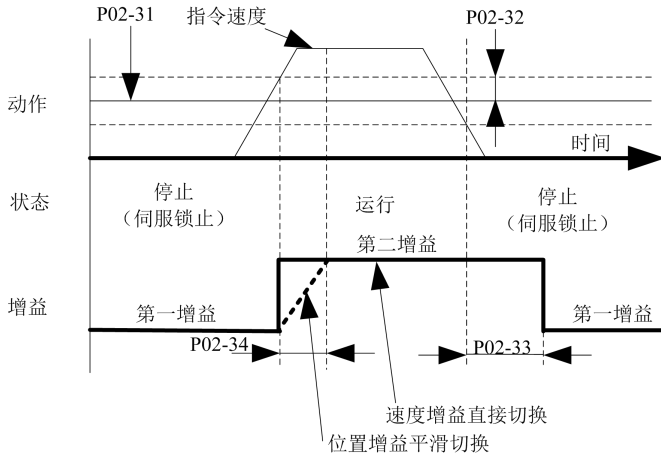 P02-31
指令速度
P02-32
动作
时间
状态
停止
（伺服锁止）
运行
停止
（伺服锁止）
第二增益
增益
第一增益
第一增益
P02-34
P02-33
速度增益直接切换
位置增益平滑切换